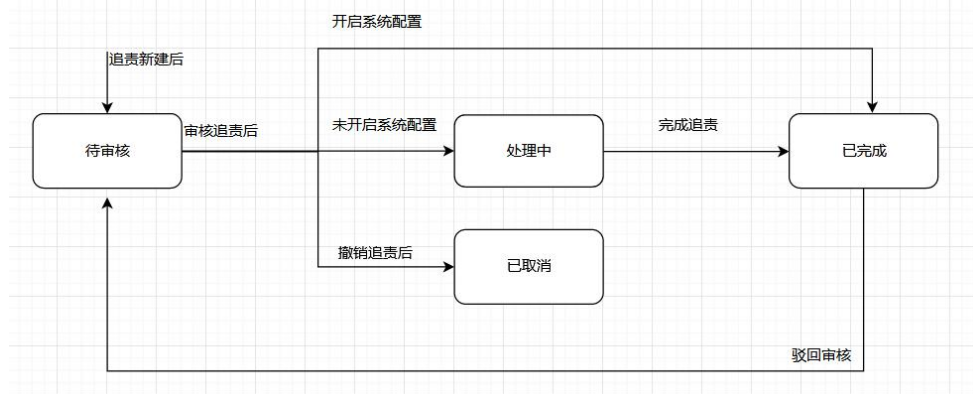 开启系统配置
追责新建后
审核追责后
未开启系统配置
完成追责
待审核
处理中
已完成
撤销追责后
已取消
驳回审核